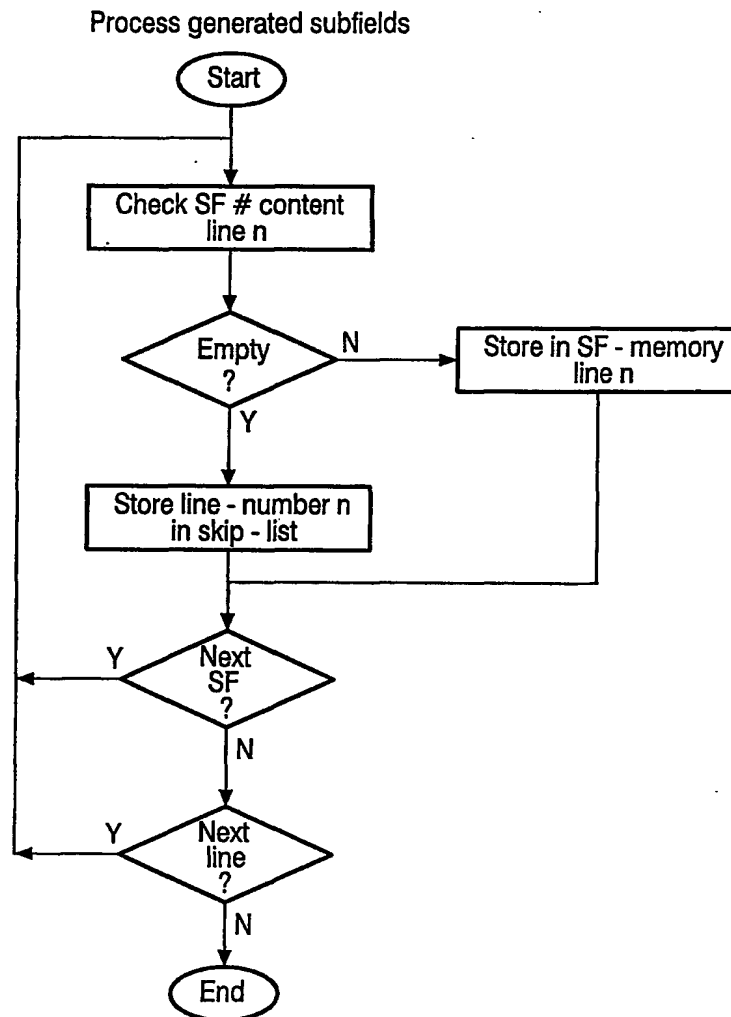 Process generated subfields
Start
Check SF # content
line n
Empty
?
N
Store in SF - memory
line n
Y
Store line - number n
in skip - list
Y
Next
SF
?
N
Y
Next
line
?
N
End